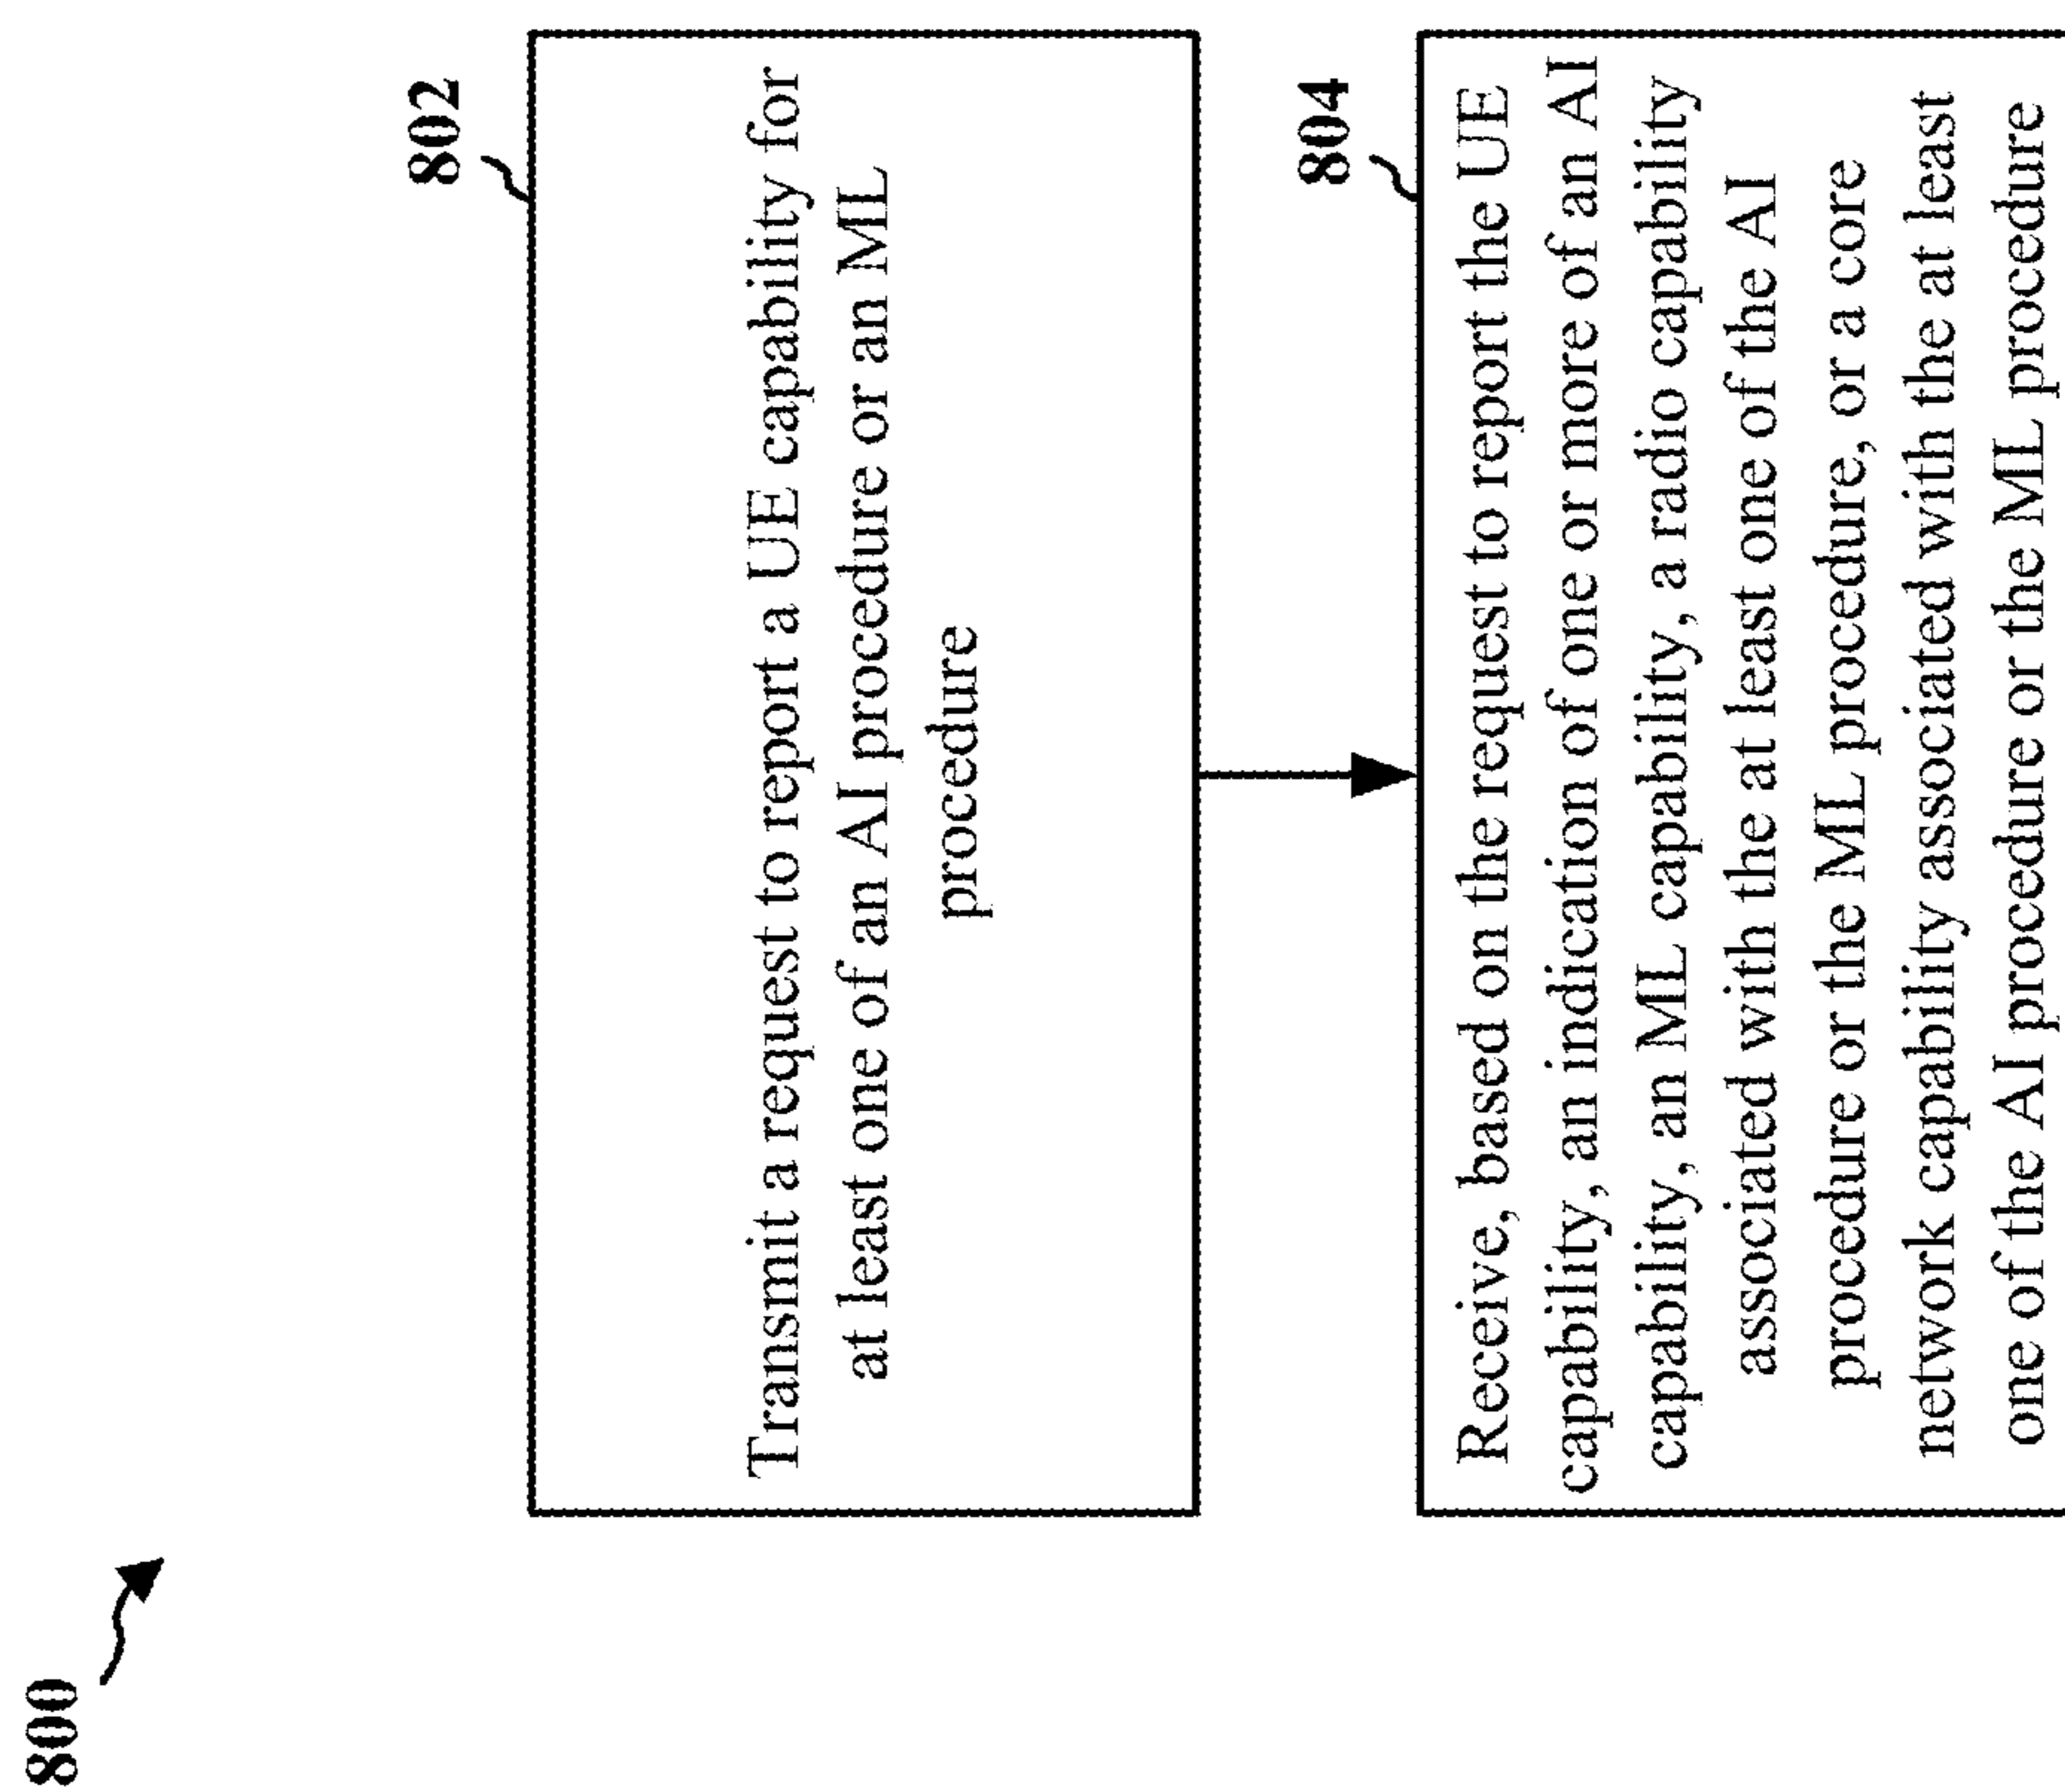 800
802
Transmit a request to report a UE capability for
at least one of an AI procedure or an ML
procedure
804
Receive, based on the request to report the UE
capability, an indication of one or more of an AI
capability, an ML capability, a radio capability
associated with the at least one of the AI
procedure or the ML procedure, or a core
network capability associated with the at least
one of the AI procedure or the ML procedure